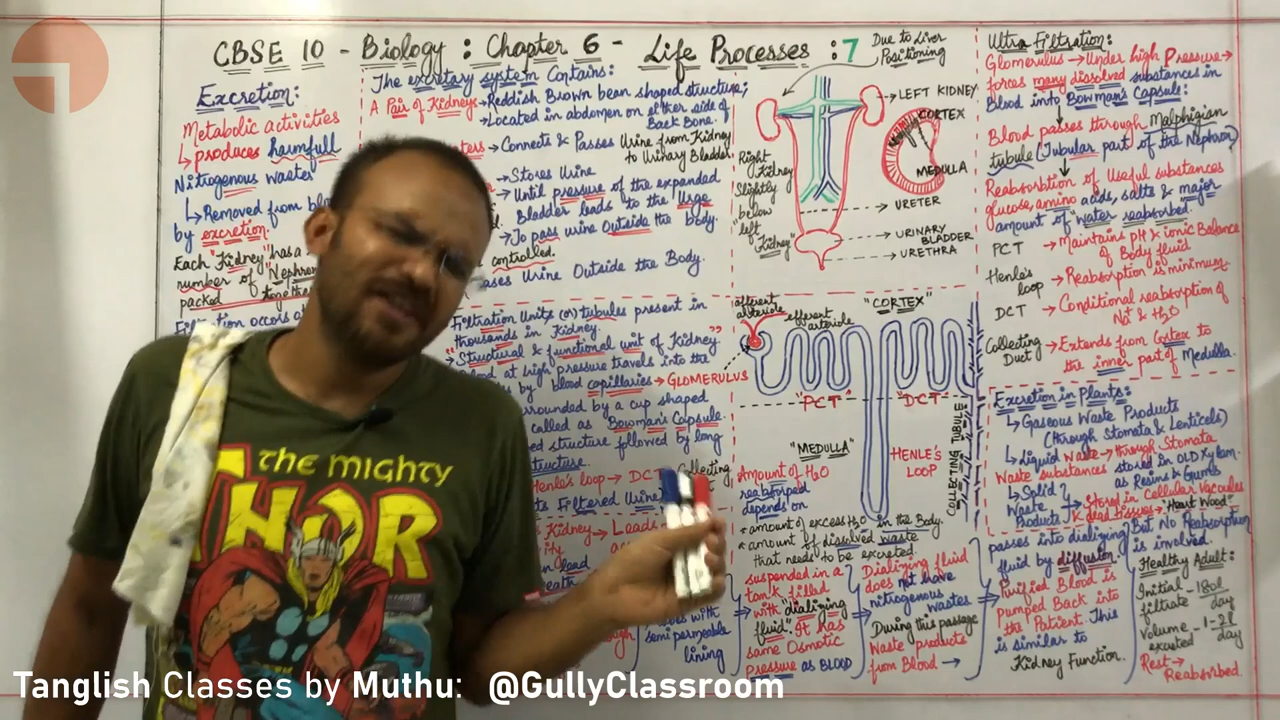 CBSE 10 - Biology : Chapter 6 - Life Processes : 7
Excretion:
Metabolic activities
↳ produces harmfull
Nitrogenous waster
↳ Removed from
by excretion.
Each "Kidney" has a
number of "Nephron
packed together
Filtration occurs
The excretary system Contains:
A Pair of Kidneys → Reddish Brown bean shaped structure;
→ Located in abdomen on either side of
Back Bone.
→ Connects & Passes Urine from Kidney
to Urinary Bladder
→ Stores Urine
→ Until pressure of the expanded
Bladder leads to the Urge
↳ To pass urine Outside the body.
controlled.
Urine Outside the Body.
Filtration Units (or) tubules present in
thousands in Kidney.
"Structural & functional unit of Kidney"
at high pressure travels into the
by blood capillaries → GLOMERULUS
by a cup shaped
called as Bowman's Capsule.
structure followed by long
structure.
Henle's loop → DCT → Collecting
Filtered Urine
Kidney → Leads
with
semi permeable
lining
Due to Liver
Positioning
LEFT KIDNEY
CORTEX
MEDULLA
Right
Kidney
Slightly
"below
left
Kidney"
URETER
URINARY
BLADDER
URETHRA
afferent
arteriole
efferent
arteriole
"CORTEX"
"PCT"
"DCT"
"MEDULLA"
HENLE'S
LOOP
COLLECTING TUBULE
Amount of H2O
reabsorbed
depends on
* amount of excess H2O in the Body.
* amount of dissolved waste
that needs to be excreted.
suspended in a
tank filled
with "dializing
fluid". It has
same Osmotic
pressure as BLOOD
Dializing fluid
does not have
nitrogenous
wastes
During this passage
Waste products
from Blood →
passes into dializing
fluid by diffusion.
Purified Blood is
pumped Back into
the Patient. This
is similar to
Kidney Function.
But No Reabsorption
is involved.
Healthy Adult:
Initial filtrate - 180l/day
Volume excreted - 1-2l/day
Rest →
Reabsorbed.
Ultra Filtration:
Glomerulus → Under high Pressure →
forces many dissolved substances in
Blood into Bowman's Capsule:
Blood passes through Malphigian
tubule (Tubular part of the Nephron)
Reabsorbtion of Useful substances
glucose, amino acids, salts & major
amount of water reabsorbed.
PCT → Maintains pH & ionic Balance
of Body fluid
Henle's loop → Reabsorption is minimum.
DCT → Conditional reabsorption of
Na+ & H2O
Collecting Duct → Extends from Cortex to
the inner part of Medulla.
Excretion in Plants:
↳ Gaseous Waste Products
(through Stomata & Lenticels)
↳ Liquid Waste → through Stomata
Waste substances stored in OLD Xylem.
as Resins & Gums
↳ Solid Waste Products → Stored in Cellular Vacuoles
& dead tissues → "Heart Wood"
THE MIGHTY
THOR
Tanglish Classes by Muthu: @GullyClassroom